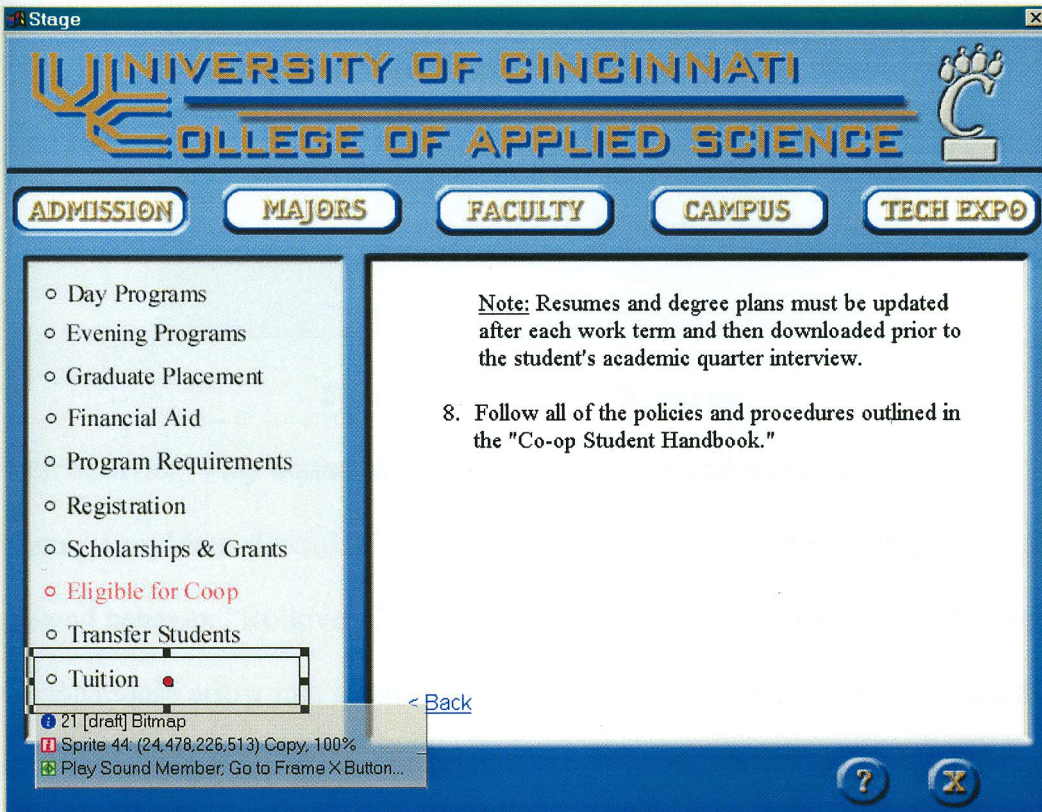 Stage
UNIVERSITY OF CINCINNATI
COLLEGE OF APPLIED SCIENCE
C
ADMISSION MAJORS FACULTY CAMPUS TECH EXPO
Day Programs
Evening Programs
Graduate Placement
Financial Aid
Program Requirements
Registration
Scholarships & Grants
Eligible for Coop
Transfer Students
Tuition
21 [draft] Bitmap
Sprite 44: (24,478,226,513) Copy, 100%
Play Sound Member; Go to Frame X Button...
Note: Resumes and degree plans must be updated
after each work term and then downloaded prior to
the student's academic quarter interview.
8. Follow all of the policies and procedures outlined in
the "Co-op Student Handbook."
< Back
? X